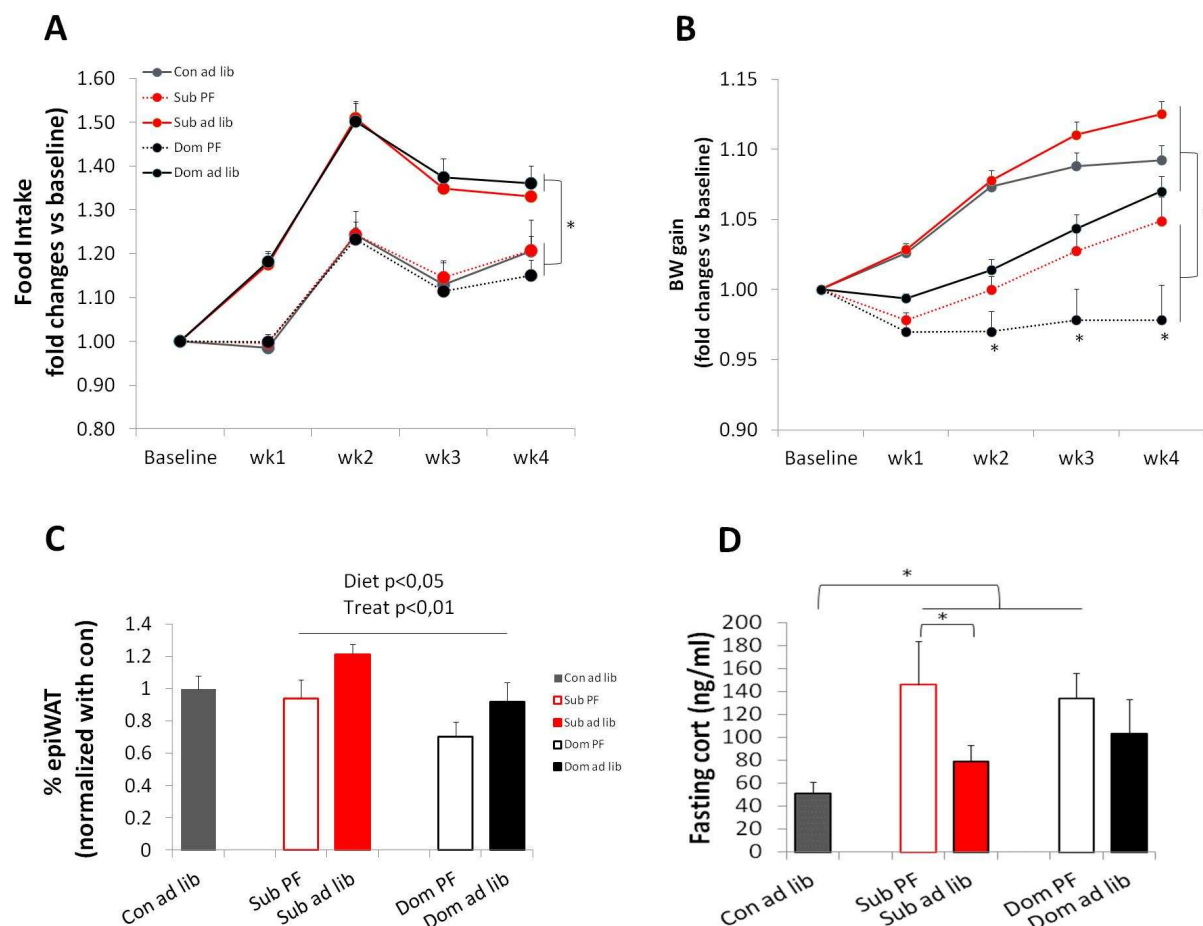 A
Food Intake
fold changes vs baseline)
1.60
1.50
1.40
1.30
1.20
1.10
1.00
0.90
0.80
Con ad lib
Sub PF
Sub ad lib
Dom PF
Dom ad lib
*
Baseline wk1 wk2 wk3 wk4
B
BW gain
(fold changes vs baseline)
1.15
1.10
1.05
1.00
0.95
0.90
* * *
Baseline wk1 wk2 wk3 wk4
C
Diet p<0,05
Treat p<0,01
% epiWAT
(normalized with con)
1.4
1.2
1
0.8
0.6
0.4
0.2
0
Con ad lib
Sub PF
Sub ad lib
Dom PF
Dom ad lib
Con ad lib
Sub PF
Sub ad lib
Dom PF
Dom ad lib
D
*
*
Fasting cort (ng/ml)
200
180
160
140
120
100
80
60
40
20
0
Con ad lib
Sub PF
Sub ad lib
Dom PF
Dom ad lib